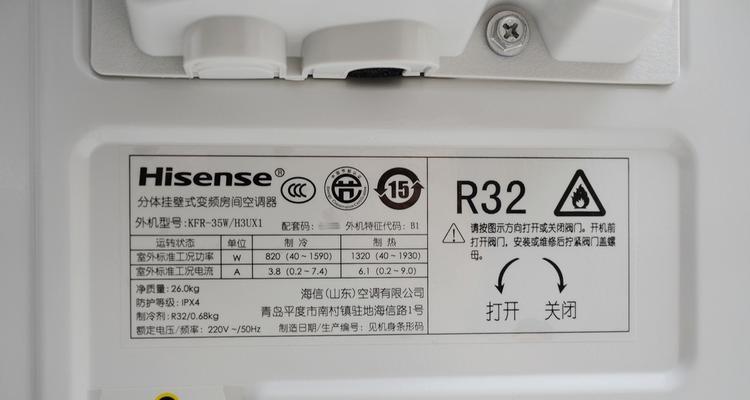 Hisense®
CCC
15
分体挂壁式变频房间空调器
外机型号:KFR-35W/H3UX1 配套码: 外机特征代码: B1
运转状态 单位 制 冷 制 热
室外标准工况功率 W 820 (40~1590) 1320 (40~1930)
室外标准工况电流 A 3.8 (0.2~7.4) 6.1 (0.2~9.0)
净质量: 26.0kg
防护等级: IPX4
制冷剂: R32/0.68kg
额定电压/频率: 220V~/50Hz
海信(山东)空调有限公司
青岛平度市南村镇驻地海信路1号
制造日期/生产编号: 见机身条形码
R32
请按图示方向打开或关闭阀门。开机前
打开阀门，安装或维修后拧紧阀门盖螺
母。
打开 关闭